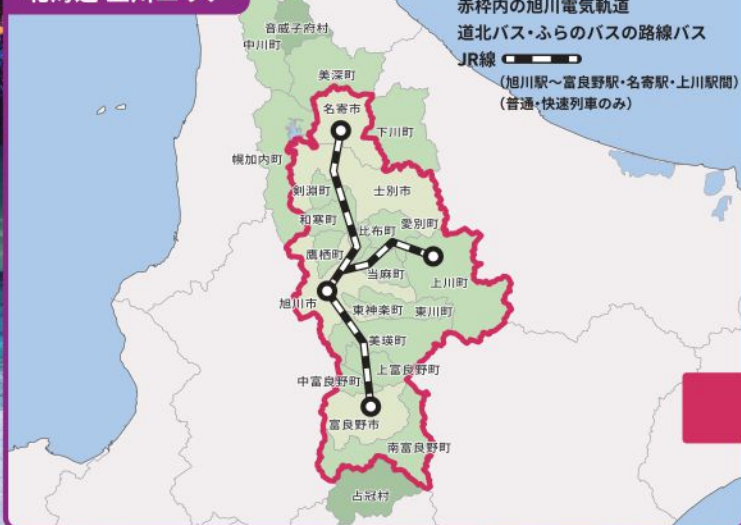 赤枠内の旭川電気軌道
道北バス・ふらのバスの路線バス
JR線
(旭川駅～富良野駅・名寄駅・上川駅間)
(普通・快速列車のみ)
音威子府村
中川町
美深町
名寄市
下川町
幌加内町
剣淵町
士別市
和寒町
愛別町
比布町
鷹栖町
当麻町
上川町
旭川市
東神楽町
東川町
美瑛町
上富良野町
中富良野町
富良野市
南富良野町
占冠村